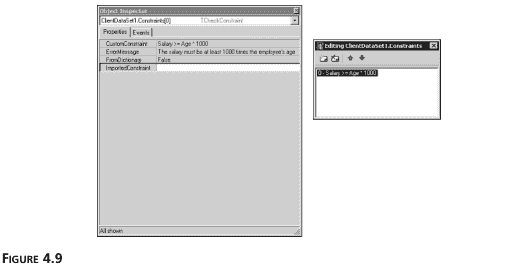 Object Inspector
ClientDataSet1.Constraints[0] TCheckConstraint
Properties Events
CustomConstraint Salary >= Age * 1000
ErrorMessage The salary must be at least 1000 times the employee's age
FromDictionary False
ImportedConstraint
All shown
Editing ClientDataSet1.Constraints
0 - Salary >= Age * 1000
FIGURE 4.9